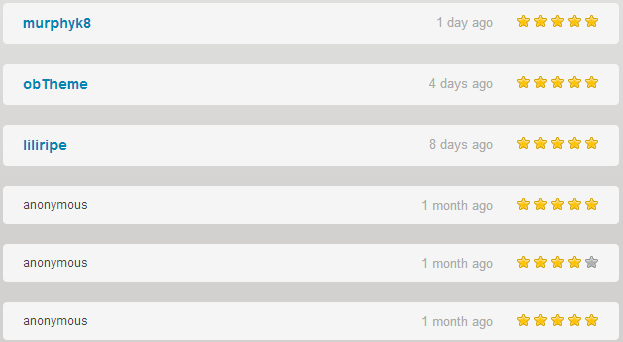 murphyk8 1 day ago
obTheme 4 days ago
liliripe 8 days ago
anonymous 1 month ago
anonymous 1 month ago
anonymous 1 month ago